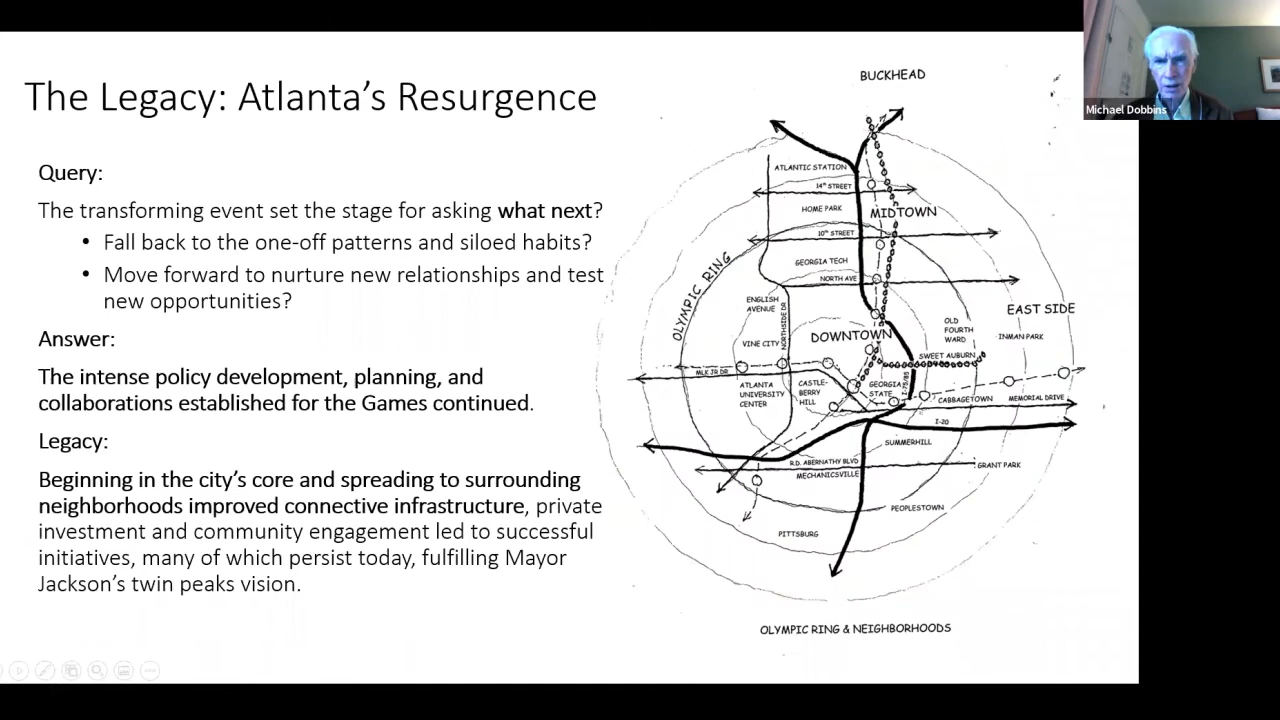 The Legacy: Atlanta's Resurgence
Query:
The transforming event set the stage for asking what next?
• Fall back to the one-off patterns and siloed habits?
• Move forward to nurture new relationships and test
new opportunities?
Answer:
The intense policy development, planning, and
collaborations established for the Games continued.
Legacy:
Beginning in the city's core and spreading to surrounding
neighborhoods improved connective infrastructure, private
investment and community engagement led to successful
initiatives, many of which persist today, fulfilling Mayor
Jackson's twin peaks vision.
BUCKHEAD
ATLANTIC STATION
14th STREET
HOME PARK
MIDTOWN
10th STREET
OLYMPIC RING
GEORGIA TECH
NORTH AVE
ENGLISH
AVENUE
NORTHSIDE DR
EAST SIDE
OLD
FOURTH
WARD
INMAN PARK
DOWNTOWN
VINE CITY
SWEET AUBURN
MLK JR DR
ATLANTA
UNIVERSITY
CENTER
CASTLE-
BERRY
HILL
GEORGIA
STATE
I-75/85
CABBAGETOWN
MEMORIAL DRIVE
I-20
SUMMERHILL
R.D. ABERNATHY BLVD
MECHANICSVILLE
GRANT PARK
PEOPLESTOWN
PITTSBURG
OLYMPIC RING & NEIGHBORHOODS
Michael Dobbins